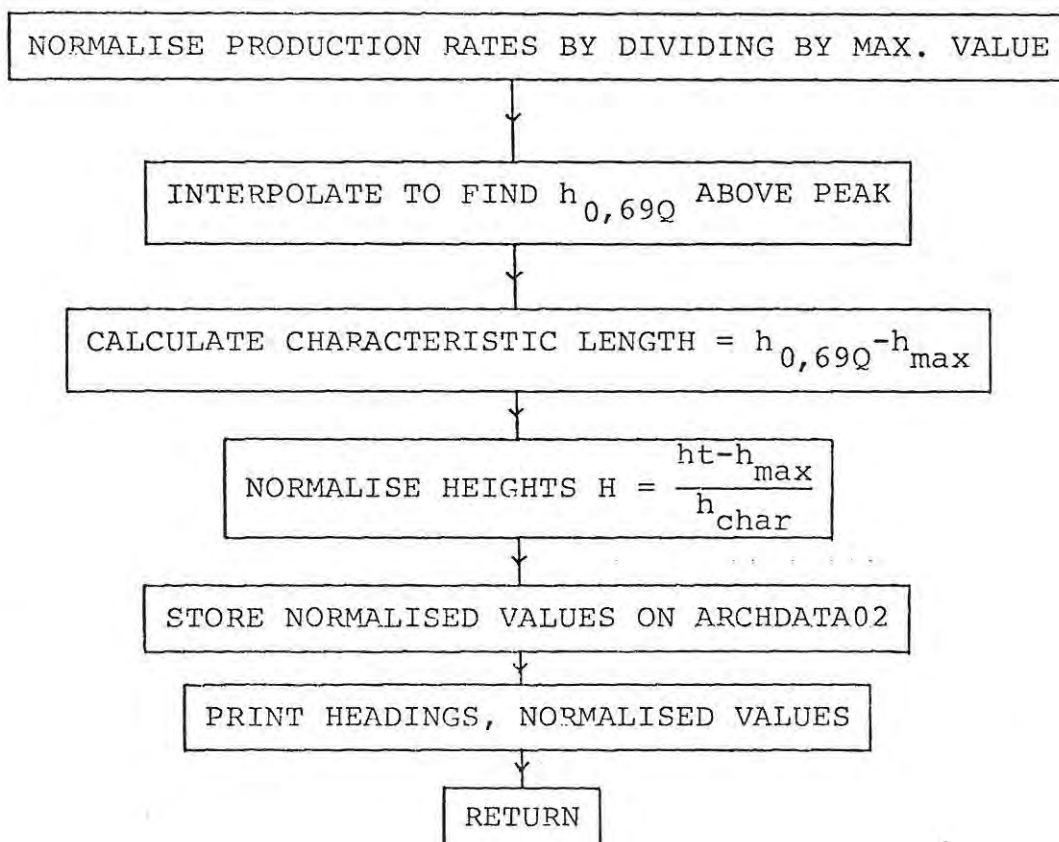 NORMALISE PRODUCTION RATES BY DIVIDING BY MAX. VALUE
INTERPOLATE TO FIND h0,69Q ABOVE PEAK
CALCULATE CHARACTERISTIC LENGTH = h0,69Q-hmax
NORMALISE HEIGHTS H = ht-hmax
hchar
STORE NORMALISED VALUES ON ARCHDATA02
PRINT HEADINGS, NORMALISED VALUES
RETURN